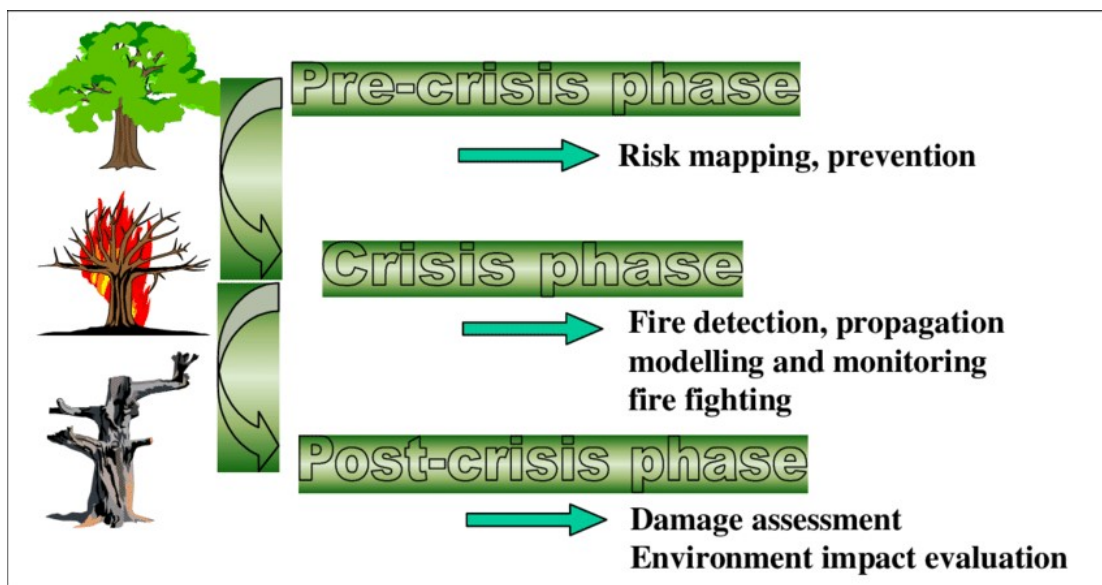 Pre-crisis phase
Risk mapping, prevention
Crisis phase
Fire detection, propagation
modelling and monitoring
fire fighting
Post-crisis phase
Damage assessment
Environment impact evaluation